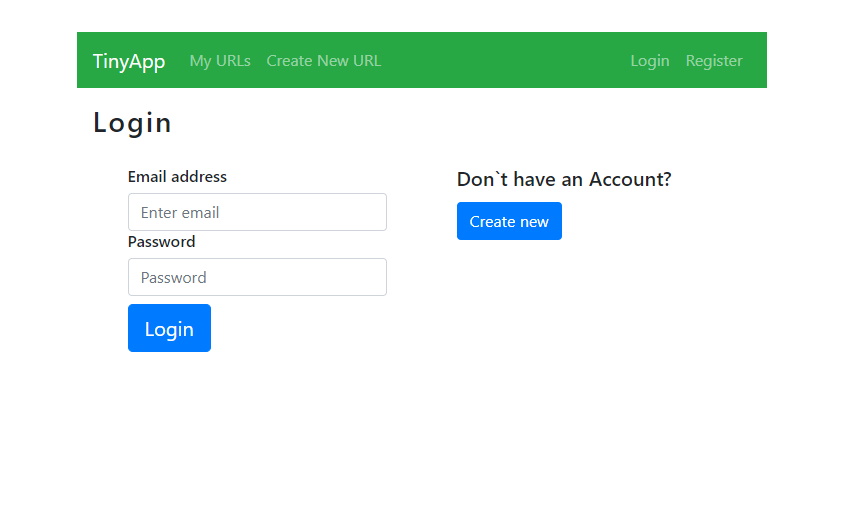 TinyApp My URLs Create New URL Login Register
Login
Email address
Enter email
Password
Password
Login
Don`t have an Account?
Create new